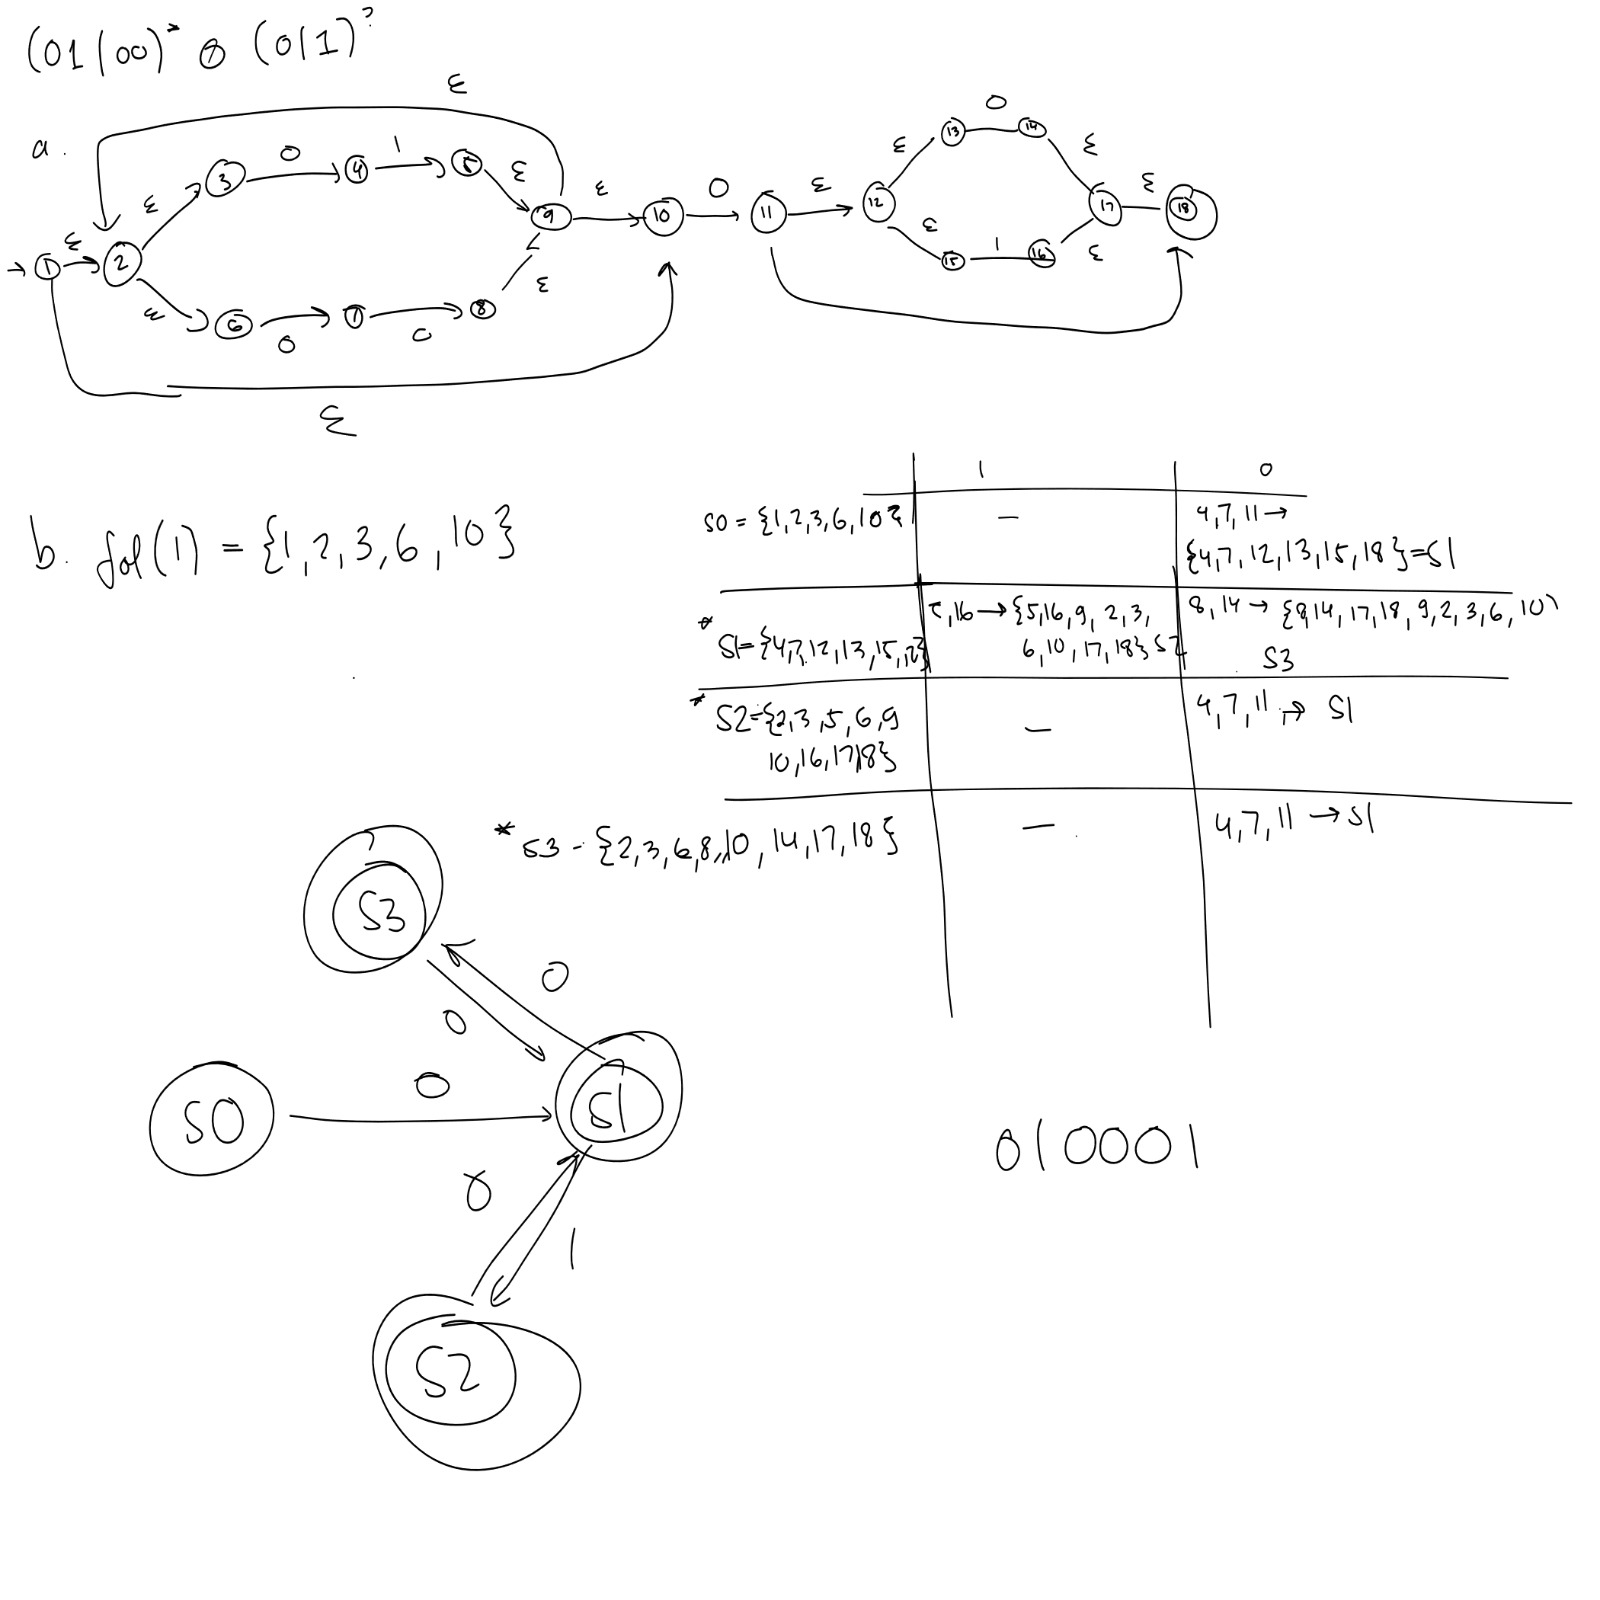 (01|00)* 0 (0|1)?
a.
ε
ε ε 0 1 ε ε 0 ε ε 0 ε ε
1 2 3 4 5 9 10 11 12 13 14 17 18
ε 0 0 ε ε 1 ε
6 7 8 15 16
ε
b. fol(1) = {1,2,3,6,10}
1 0
S0 = {1,2,3,6,10} — 4,7,11→
{4,7,12,13,15,18}=S1
* 5,16→{5,16,9,2,3, 8,14→ {8,14,17,18,9,2,3,6,10}
S1={4,7,12,13,15,18} 6,10,17,18} S2 S3
* S2={2,3,5,6,9 — 4,7,11→ S1
10,16,17,18}
* S3 - {2,3,6,8,10,14,17,18} — 4,7,11→S1
S3
0
0
0
S0 S1
0
1
S2
010001